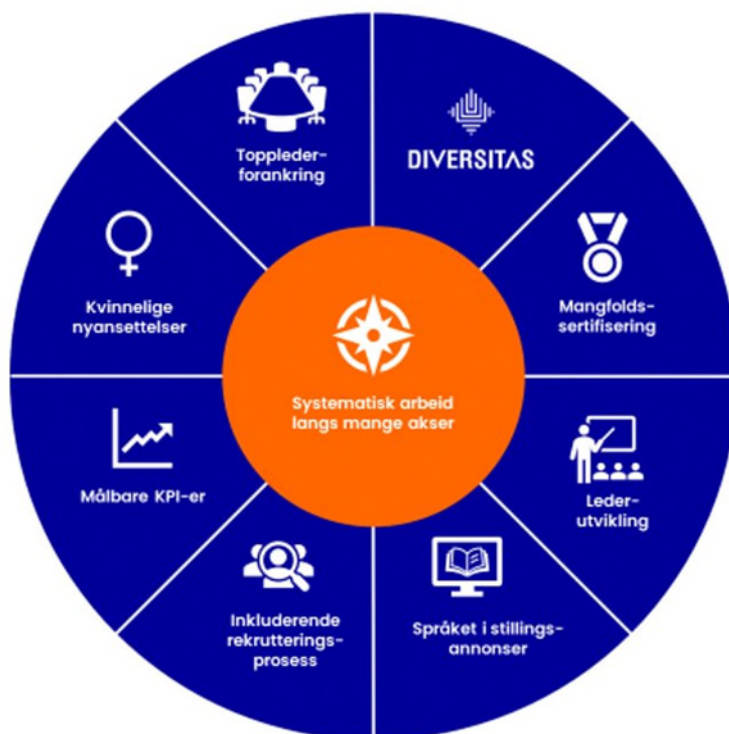 Toppleder-
forankring
DIVERSITAS
Mangfolds-
sertifisering
Leder-
utvikling
Språket i stillings-
annonser
Inkluderende
rekrutterings-
prosess
Målbare KPI-er
Kvinnelige
nyansettelser
Systematisk arbeid
langs mange akser